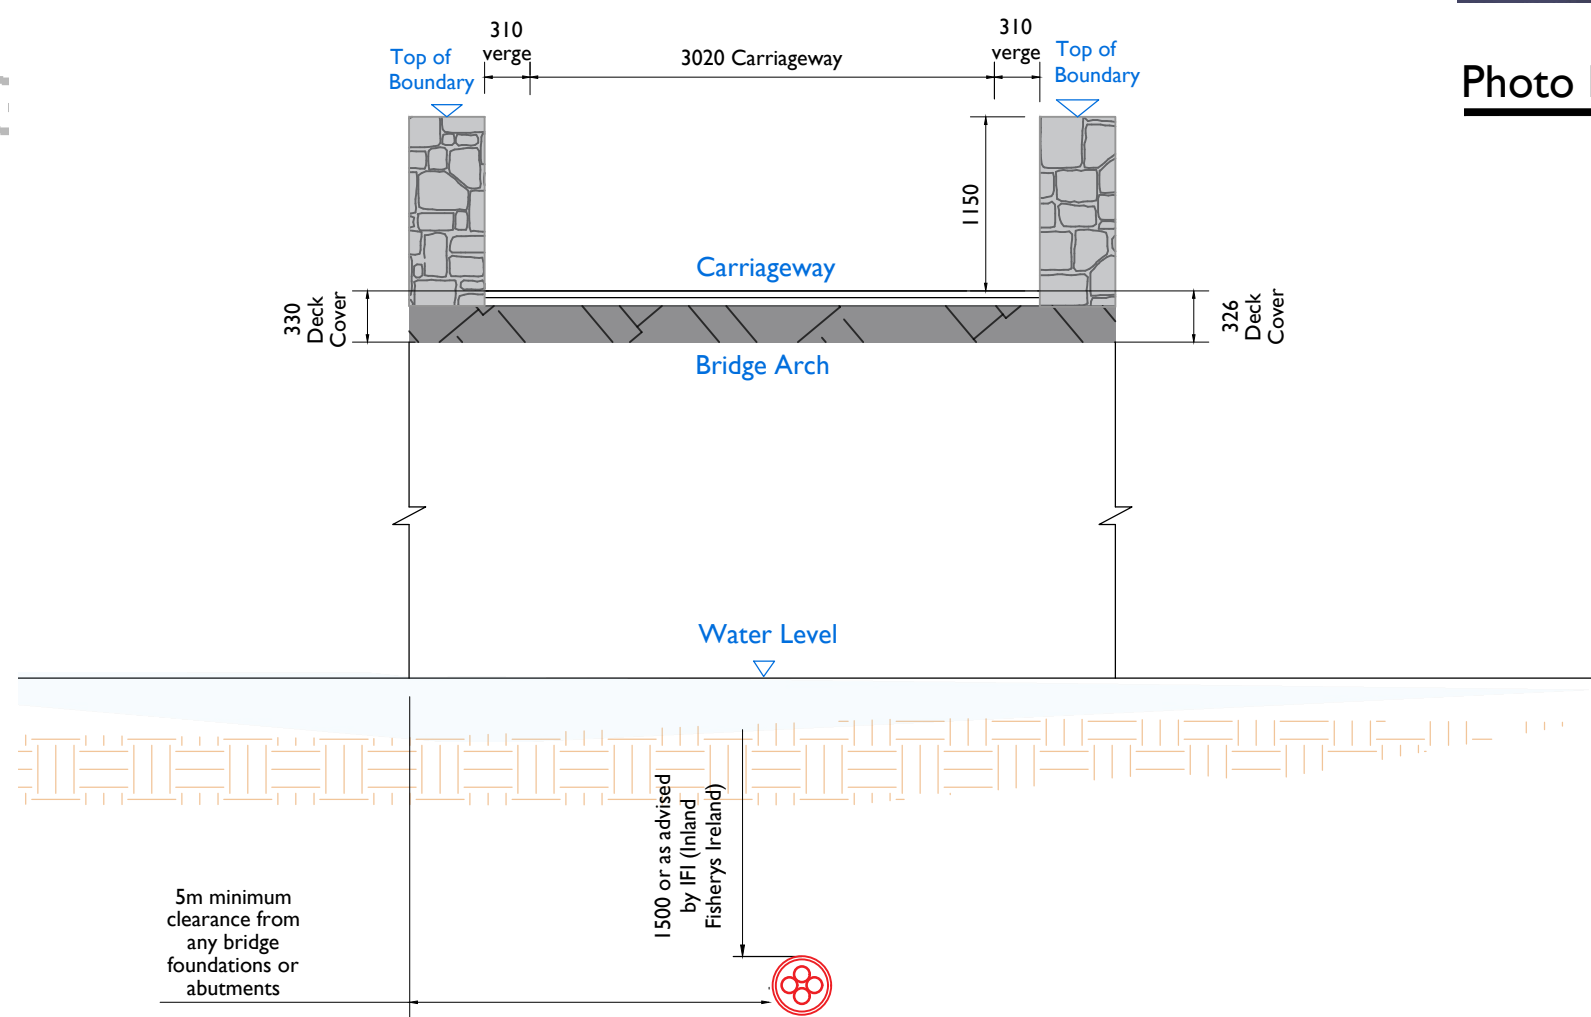 310
verge
3020 Carriageway
310
verge
Top of
Boundary
Top of
Boundary
Photo
1150
Carriageway
330
Deck
Cover
326
Deck
Cover
Bridge Arch
Water Level
1500 or as advised
by IFI (Inland
Fisherys Ireland)
5m minimum
clearance from
any bridge
foundations or
abutments